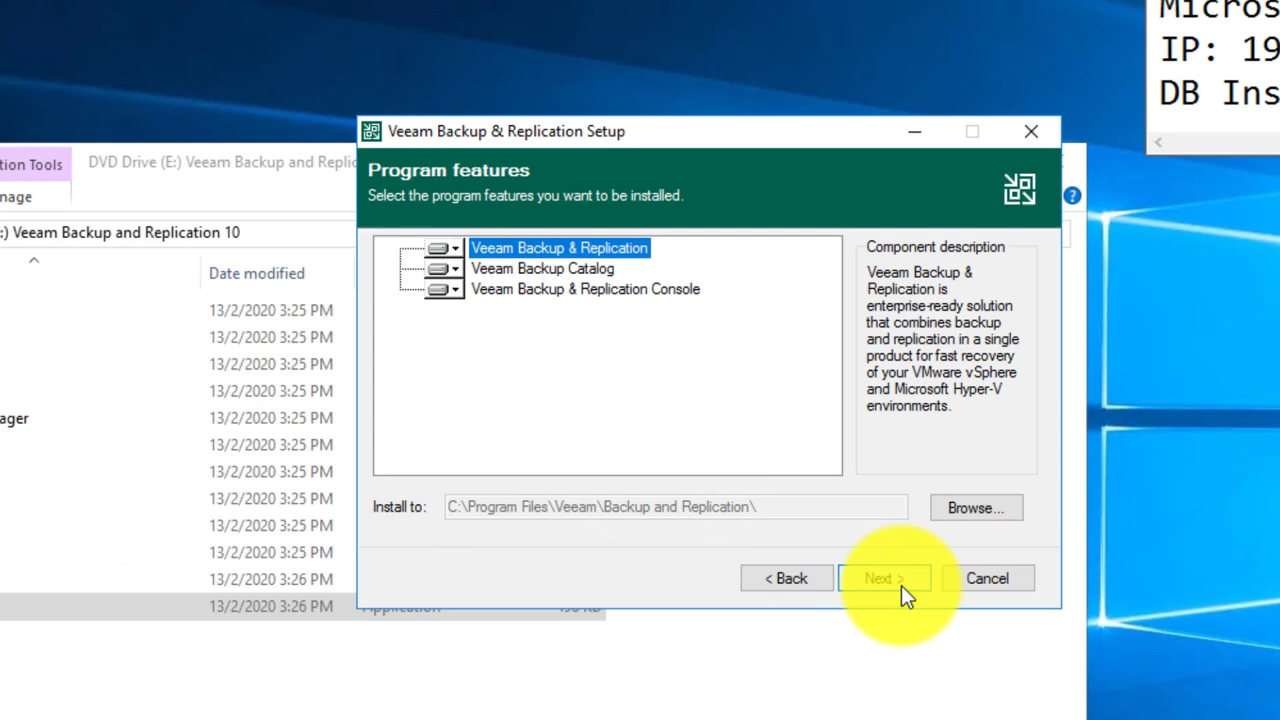 Micros
IP: 19
DB Ins
tion Tools
DVD Drive (E:) Veeam Backup and Replic
nage
:) Veeam Backup and Replication 10
Date modified
13/2/2020 3:25 PM
13/2/2020 3:25 PM
13/2/2020 3:25 PM
13/2/2020 3:25 PM
ager
13/2/2020 3:25 PM
13/2/2020 3:25 PM
13/2/2020 3:25 PM
13/2/2020 3:25 PM
13/2/2020 3:25 PM
13/2/2020 3:25 PM
13/2/2020 3:26 PM
13/2/2020 3:26 PM
Veeam Backup & Replication Setup
Program features
Select the program features you want to be installed.
Veeam Backup & Replication
Veeam Backup Catalog
Veeam Backup & Replication Console
Component description
Veeam Backup &
Replication is
enterprise-ready solution
that combines backup
and replication in a single
product for fast recovery
of your VMware vSphere
and Microsoft Hyper-V
environments.
Install to: C:\Program Files\Veeam\Backup and Replication\ Browse...
< Back Next > Cancel